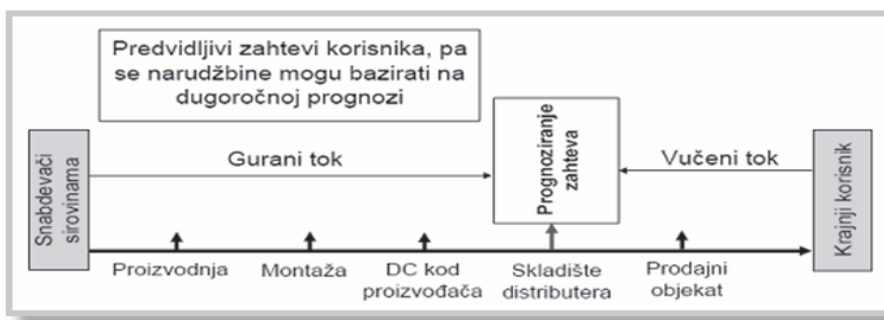 Predvidljivi zahtevi korisnika, pa
se narudžbine mogu bazirati na
dugoročnoj prognozi
Snabdevači
sirovinama
Gurani tok
Prognoziranje
zahteva
Vučeni tok
Krajnji korisnik
Proizvodnja
Montaža
DC kod
proizvođača
Skladište
distributera
Prodajni
objekat